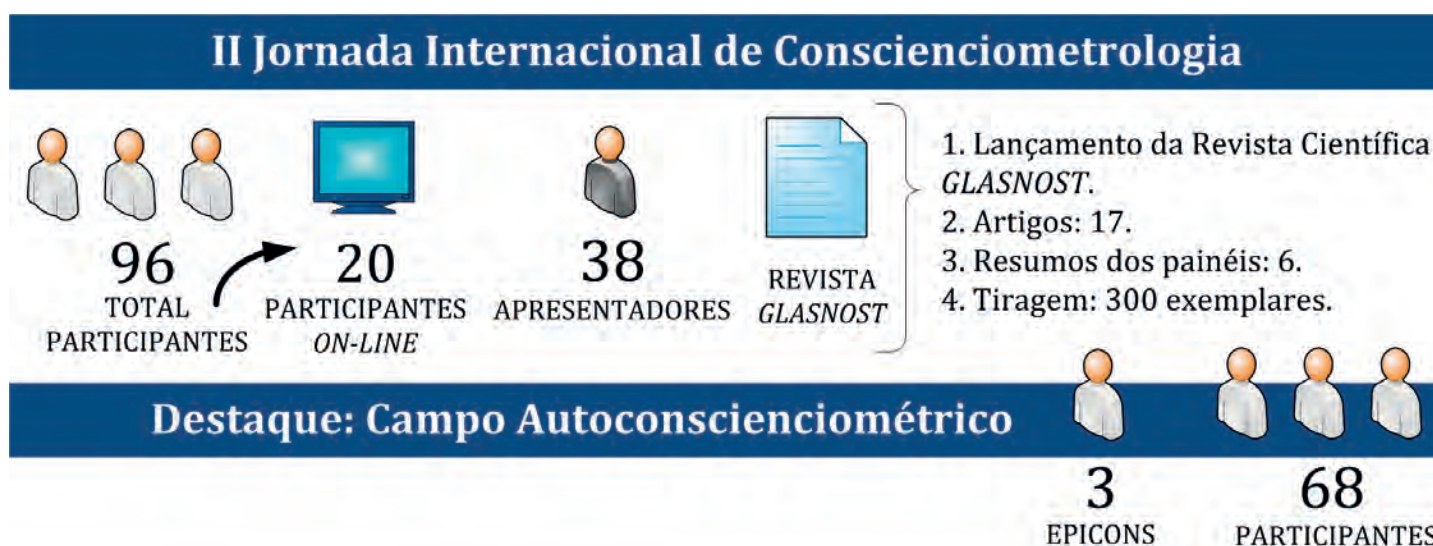 II Jornada Internacional de Conscienciometrologia
96
TOTAL
PARTICIPANTES
20
PARTICIPANTES
ON-LINE
38
APRESENTADORES
REVISTA
GLASNOST
1. Lançamento da Revista Científica
GLASNOST.
2. Artigos: 17.
3. Resumos dos painéis: 6.
4. Tiragem: 300 exemplares.
Destaque: Campo Autoconscienciométrico
3
EPICONS
68
PARTICIPANTES